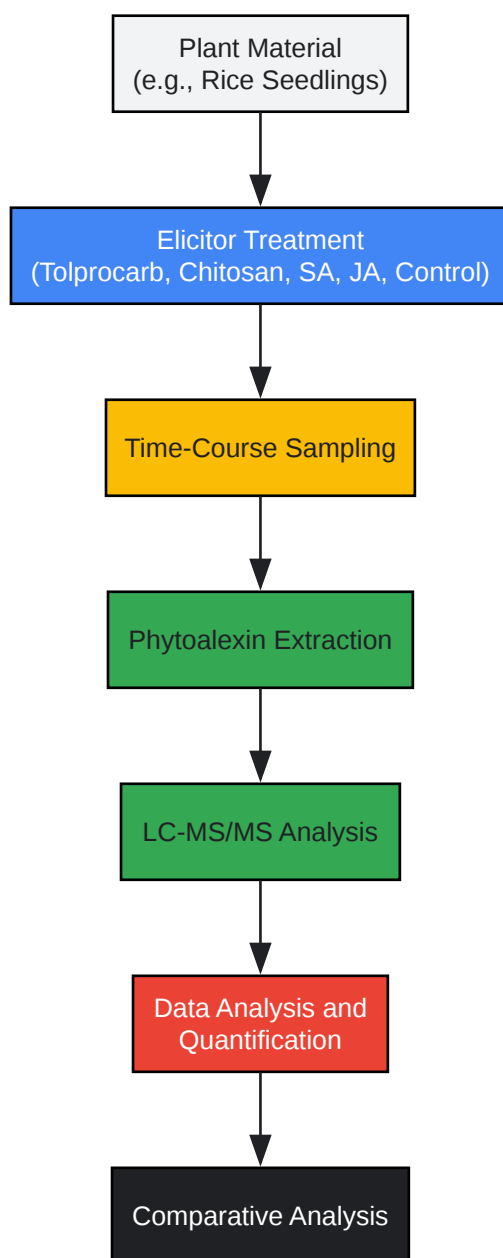 Plant Material
(e.g., Rice Seedlings)
Elicitor Treatment
(Tolprocarb, Chitosan, SA, JA, Control)
Time-Course Sampling
Phytoalexin Extraction
LC-MS/MS Analysis
Data Analysis and
Quantification
Comparative Analysis